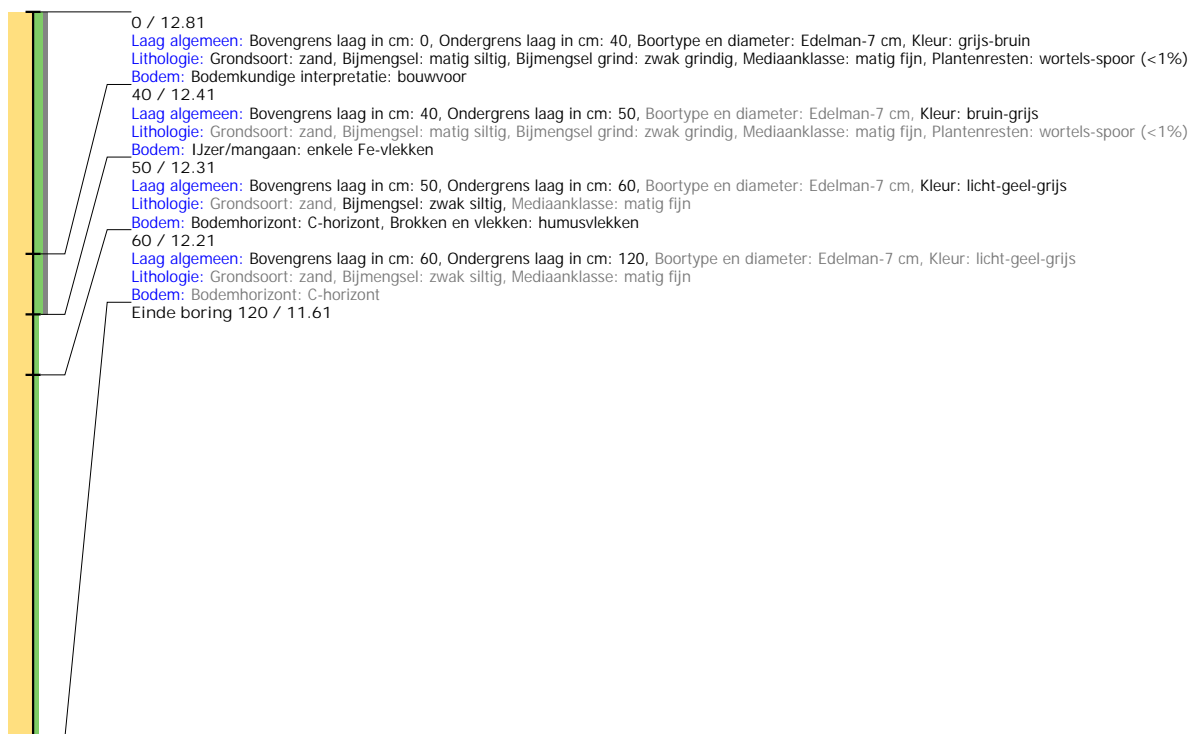 0 / 12.81
Laag algemeen: Bovengrens laag in cm: 0, Ondergrens laag in cm: 40, Boortype en diameter: Edelman-7 cm, Kleur: grijs-bruin
Lithologie: Grondsoort: zand, Bijmengsel: matig siltig, Bijmengsel grind: zwak grindig, Mediaanklasse: matig fijn, Plantenresten: wortels-spoor (<1%)
Bodem: Bodemkundige interpretatie: bouwvoor
40 / 12.41
Laag algemeen: Bovengrens laag in cm: 40, Ondergrens laag in cm: 50, Boortype en diameter: Edelman-7 cm, Kleur: bruin-grijs
Lithologie: Grondsoort: zand, Bijmengsel: matig siltig, Bijmengsel grind: zwak grindig, Mediaanklasse: matig fijn, Plantenresten: wortels-spoor (<1%)
Bodem: IJzer/mangaan: enkele Fe-vlekken
50 / 12.31
Laag algemeen: Bovengrens laag in cm: 50, Ondergrens laag in cm: 60, Boortype en diameter: Edelman-7 cm, Kleur: licht-geel-grijs
Lithologie: Grondsoort: zand, Bijmengsel: zwak siltig, Mediaanklasse: matig fijn
Bodem: Bodemhorizont: C-horizont, Brokken en vlekken: humusvlekken
60 / 12.21
Laag algemeen: Bovengrens laag in cm: 60, Ondergrens laag in cm: 120, Boortype en diameter: Edelman-7 cm, Kleur: licht-geel-grijs
Lithologie: Grondsoort: zand, Bijmengsel: zwak siltig, Mediaanklasse: matig fijn
Bodem: Bodemhorizont: C-horizont
Einde boring 120 / 11.61